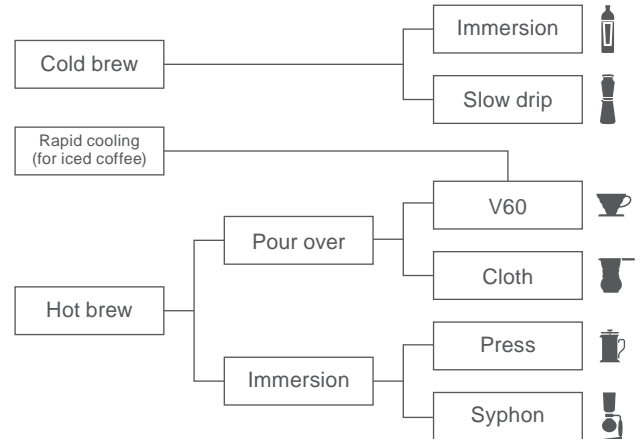 Immersion
Cold brew
Slow drip
Rapid cooling
(for iced coffee)
V60
Pour over
Cloth
Hot brew
Press
Immersion
Syphon